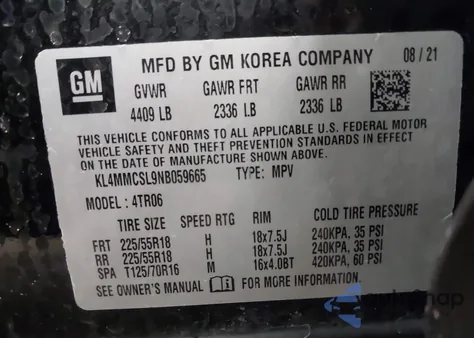 GM
MFD BY GM KOREA COMPANY 08/21
GVWR GAWR FRT GAWR RR
4409 LB 2336 LB 2336 LB
THIS VEHICLE CONFORMS TO ALL APPLICABLE U.S. FEDERAL MOTOR
VEHICLE SAFETY AND THEFT PREVENTION STANDARDS IN EFFECT ON THE
DATE OF MANUFACTURE SHOWN ABOVE.
KL4MMCSL9NB059665 TYPE: MPV
MODEL: 4TR06
TIRE SIZE SPEED RTG RIM COLD TIRE PRESSURE
FRT 225/55R18 H 18x7.5J 240KPA, 35 PSI
RR 225/55R18 H 18x7.5J 240KPA, 35 PSI
SPA T125/70R16 M 16x4.0BT 420KPA, 60 PSI
SEE OWNER'S MANUAL FOR MORE INFORMATION.